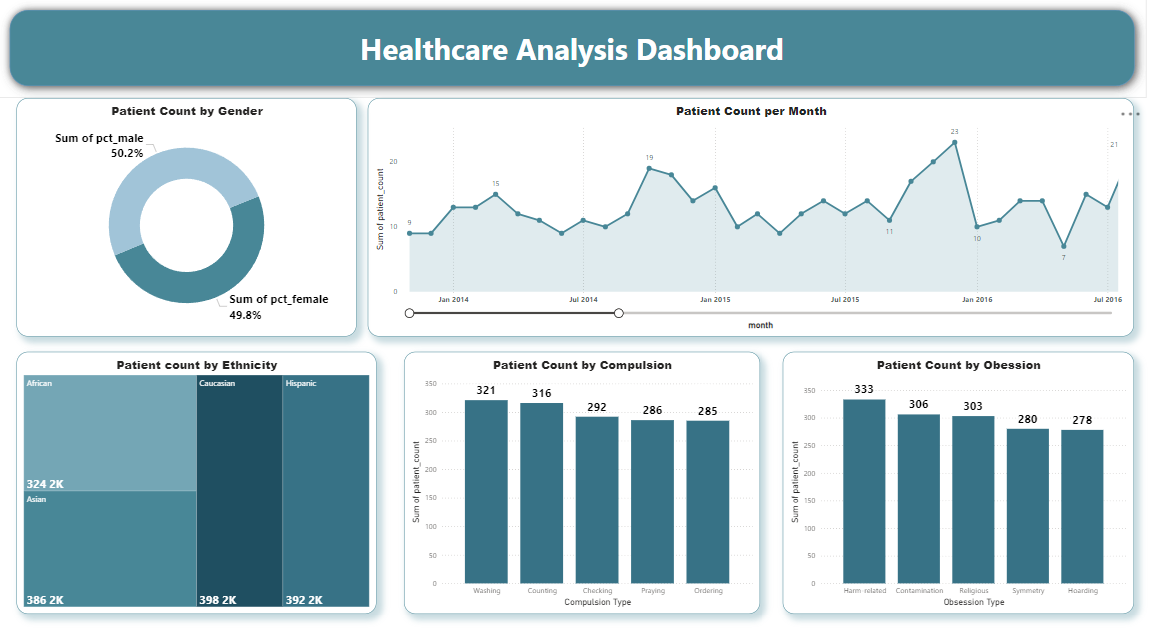 Healthcare Analysis Dashboard
Patient Count by Gender
Sum of pct_male
50.2%
Sum of pct_female
49.8%
Patient Count per Month
Sum of patient_count
20
10
0
9
15
19
11
23
10
7
21
Jan 2014
Jul 2014
Jan 2015
Jul 2015
Jan 2016
Jul 2016
month
Patient count by Ethnicity
African
324 2K
Asian
386 2K
Caucasian
398 2K
Hispanic
392 2K
Patient Count by Compulsion
Sum of patient_count
350
300
250
200
150
100
50
0
321
316
292
286
285
Washing
Counting
Checking
Praying
Ordering
Compulsion Type
Patient Count by Obession
Sum of patient_count
350
300
250
200
150
100
50
0
333
306
303
280
278
Harm-related
Contamination
Religious
Symmetry
Hoarding
Obsession Type